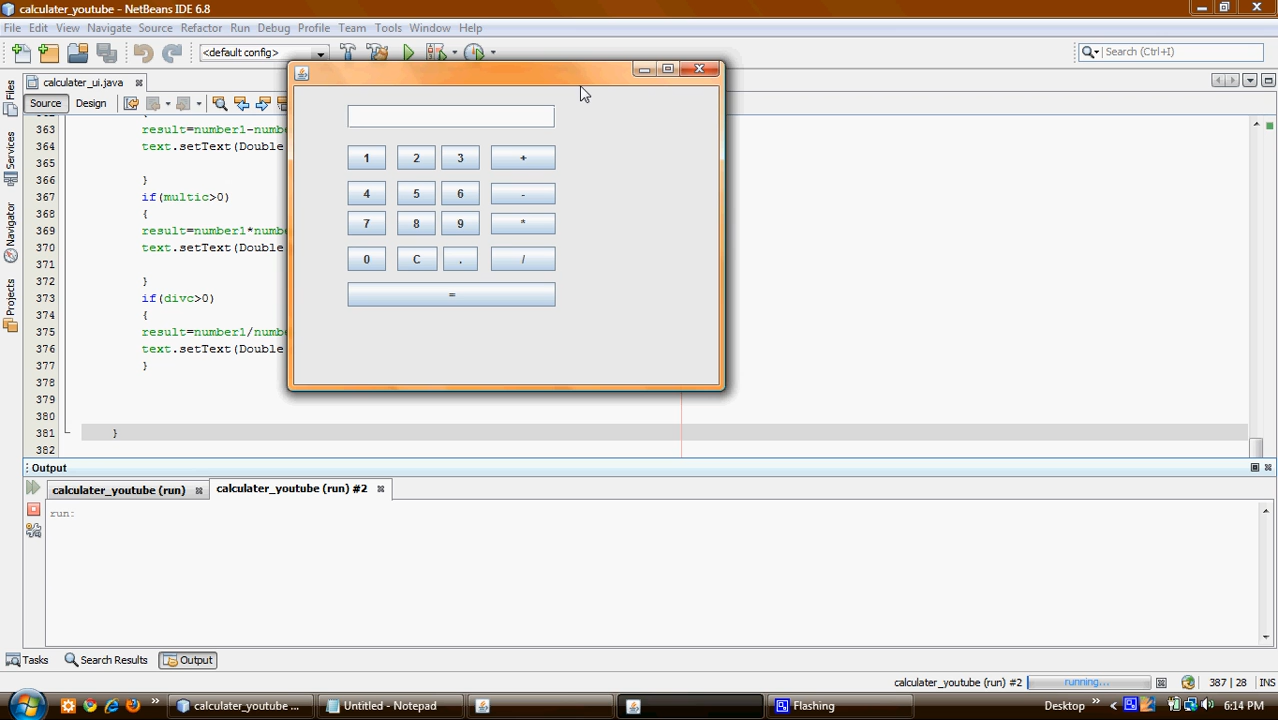 calculater_youtube - NetBeans IDE 6.8
File Edit View Navigate Source Refactor Run Debug Profile Team Tools Window Help
<default config>
Search (Ctrl+I)
calculater_ui.java
Source Design
Files
Services
Navigator
Projects
363 result=number1-numb
364 text.setText(Double
365
366 }
367 if(multic>0)
368 {
369 result=number1*numb
370 text.setText(Double
371
372 }
373 if(divc>0)
374 {
375 result=number1/numbe
376 text.setText(Double
377 }
378
379
380
381 }
382
1 2 3 +
4 5 6 -
7 8 9 *
0 C . /
=
Output
calculater_youtube (run) calculater_youtube (run) #2
run:
Tasks Search Results Output
calculater_youtube (run) #2 running... 387 | 28 INS
calculater_youtube ... Untitled - Notepad Flashing Desktop 6:14 PM